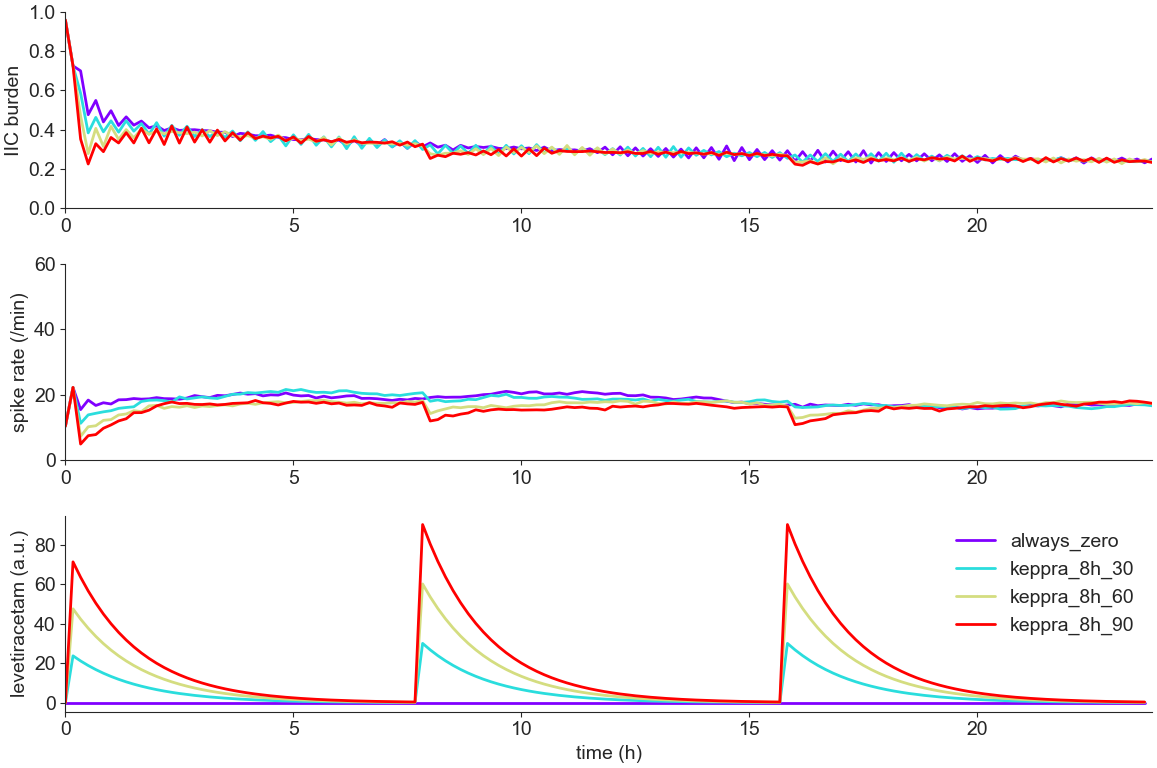 IIC burden
1.0
0.8
0.6
0.4
0.2
0.0
0 5 10 15 20
spike rate (/min)
60
40
20
0
0 5 10 15 20
levetiracetam (a.u.)
80
60
40
20
0
always_zero
keppra_8h_30
keppra_8h_60
keppra_8h_90
0 5 10 15 20
time (h)